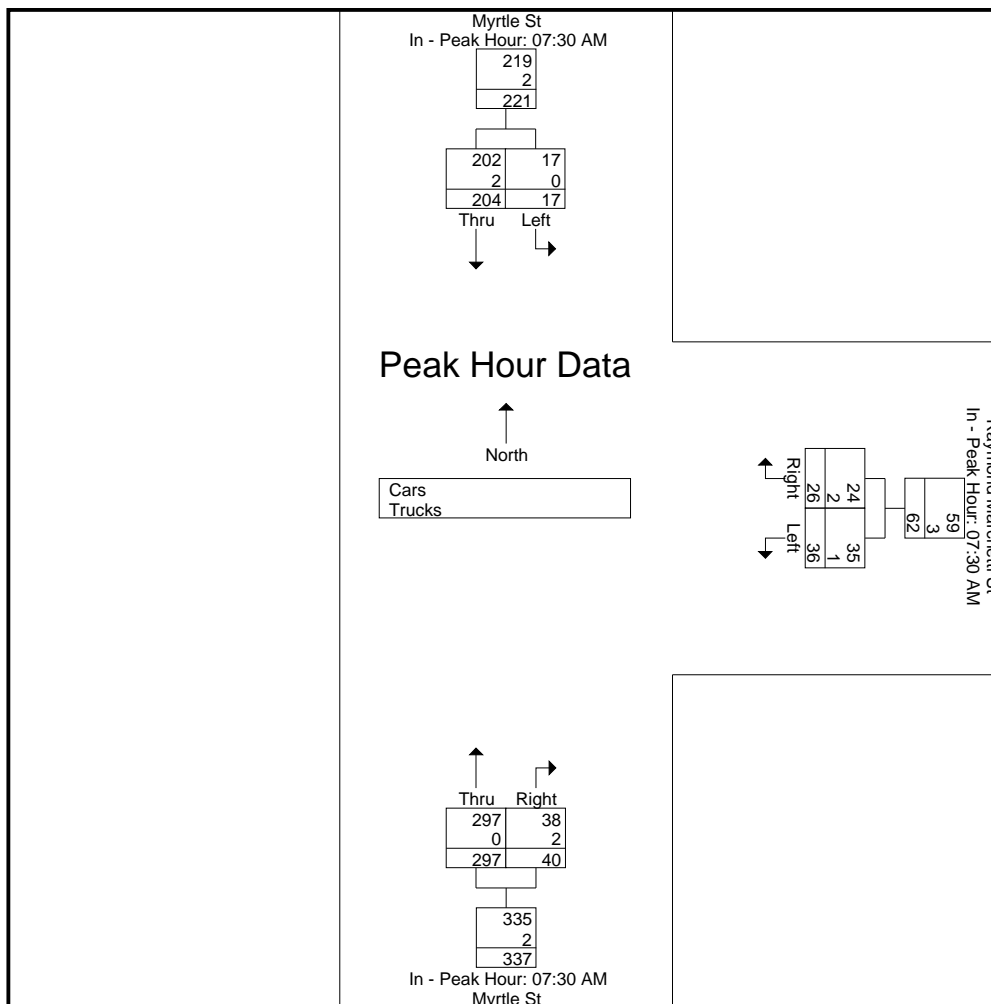 Myrtle St
In - Peak Hour: 07:30 AM
219
2
221
202 17
2 0
204 17
Thru Left
Peak Hour Data
North
Cars
Trucks
In - Peak Hour: 07:30 AM
59
3
62
24 35
2 1
26 36
Right Left
Thru Right
297 38
0 2
297 40
335
2
337
In - Peak Hour: 07:30 AM
Myrtle St